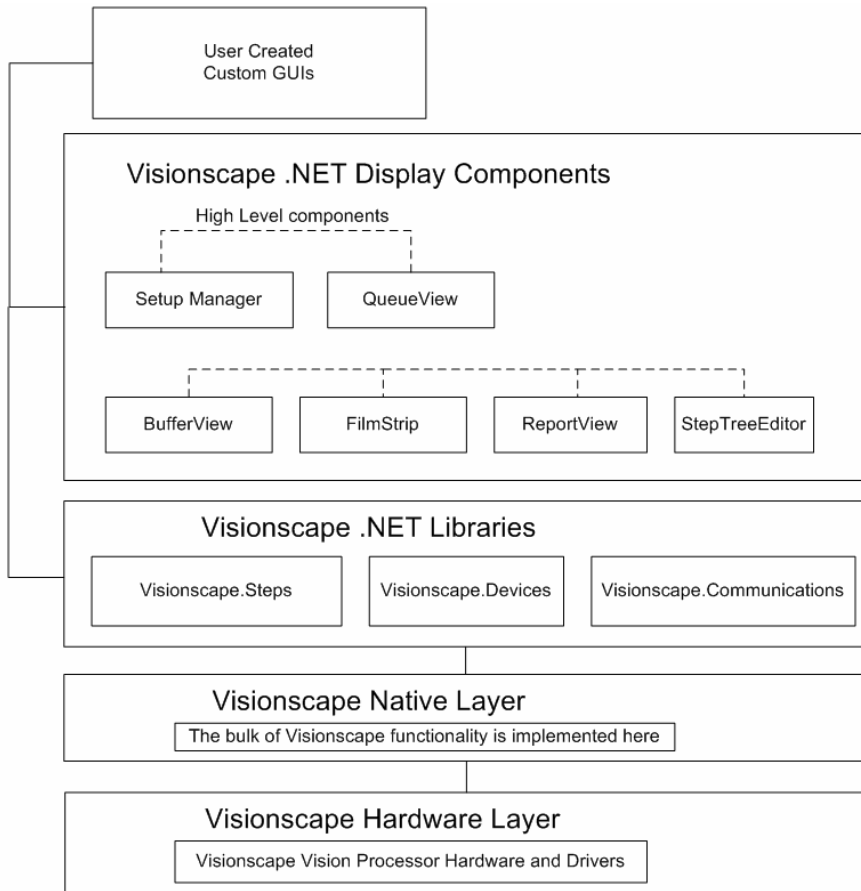 User Created
Custom GUIs
Visionscape .NET Display Components
High Level components
Setup Manager
QueueView
BufferView
FilmStrip
ReportView
StepTreeEditor
Visionscape .NET Libraries
Visionscape.Steps
Visionscape.Devices
Visionscape.Communications
Visionscape Native Layer
The bulk of Visionscape functionality is implemented here
Visionscape Hardware Layer
Visionscape Vision Processor Hardware and Drivers